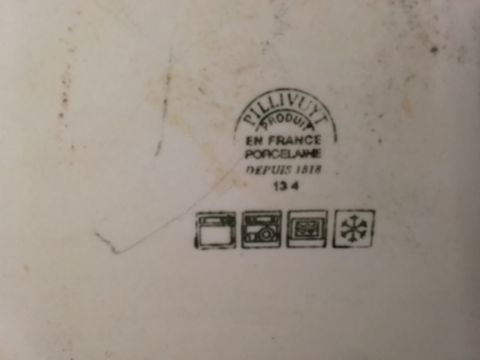 PILLIVUYT
PRODUIT
EN FRANCE
PORCELAINE
DEPUIS 1818
13 4